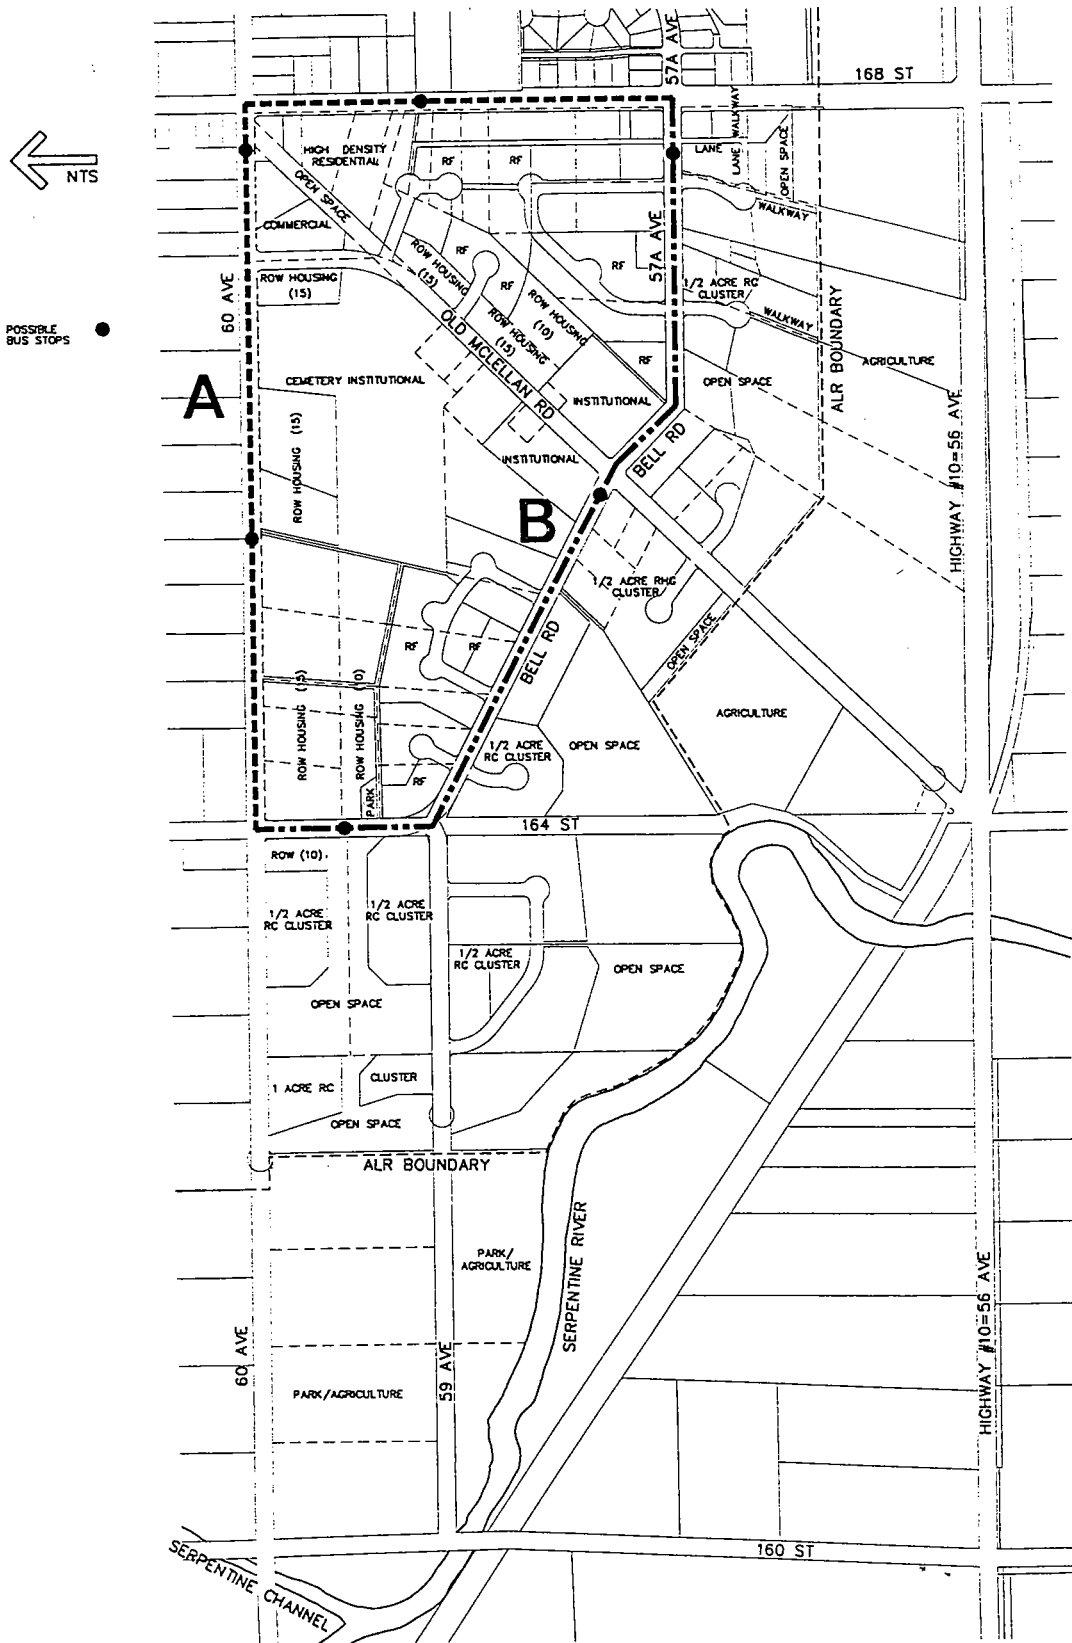 57A AVE
168 ST
NTS
HIGH DENSITY
RESIDENTIAL
RF
RF
LANE
LANE WALKWAY
OPEN SPACE
OPEN SPACE
COMMERCIAL
WALKWAY
ROW HOUSING
(15)
ROW HOUSING
(15)
RF
RF
RF
57A AVE
1/2 ACRE RC
CLUSTER
60 AVE
POSSIBLE
BUS STOPS
OLD MCLELLAN RD
ROW HOUSING
(15)
ROW HOUSING
(10)
WALKWAY
ALR BOUNDARY
AGRICULTURE
RF
A
CEMETERY INSTITUTIONAL
OPEN SPACE
INSTITUTIONAL
HIGHWAY #10=56 AVE
ROW HOUSING (15)
INSTITUTIONAL
BELL RD
B
1/2 ACRE RHG
CLUSTER
RF
RF
BELL RD
OPEN SPACE
ROW HOUSING (15)
ROW HOUSING (10)
AGRICULTURE
1/2 ACRE
RC CLUSTER
OPEN SPACE
RF
PARK
164 ST
ROW (10)
1/2 ACRE
RC CLUSTER
1/2 ACRE
RC CLUSTER
1/2 ACRE
RC CLUSTER
OPEN SPACE
OPEN SPACE
1 ACRE RC
CLUSTER
OPEN SPACE
ALR BOUNDARY
PARK/
AGRICULTURE
SERPENTINE RIVER
HIGHWAY #10=56 AVE
60 AVE
59 AVE
PARK/AGRICULTURE
160 ST
SERPENTINE CHANNEL